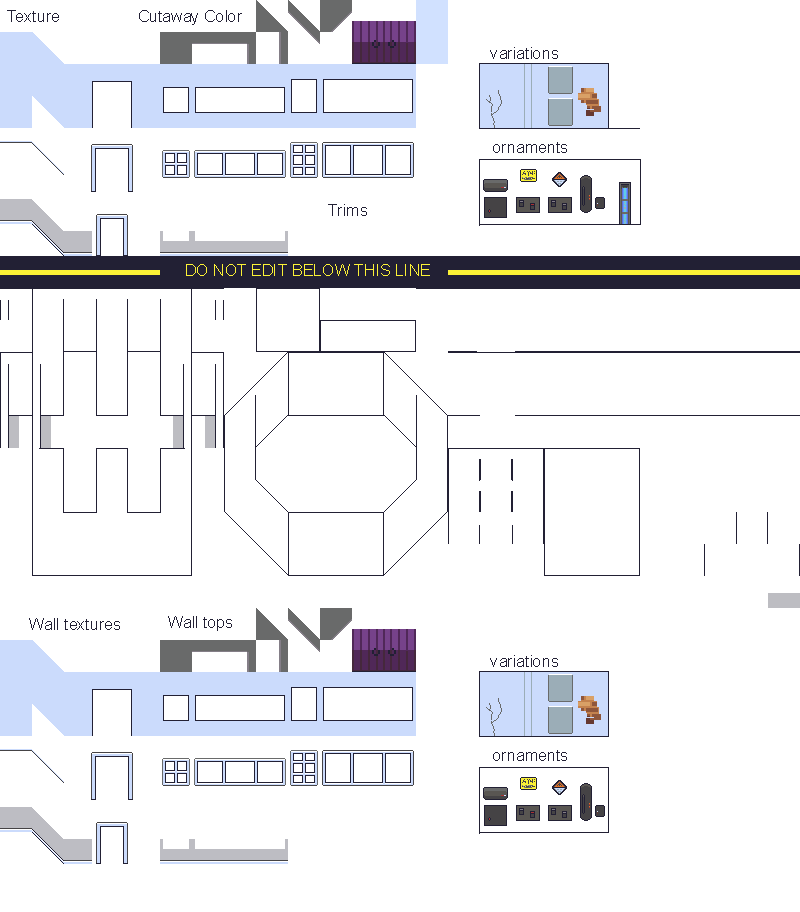 Texture
Cutaway Color
variations
ornaments
Trims
DO NOT EDIT BELOW THIS LINE
Wall textures
Wall tops
variations
ornaments